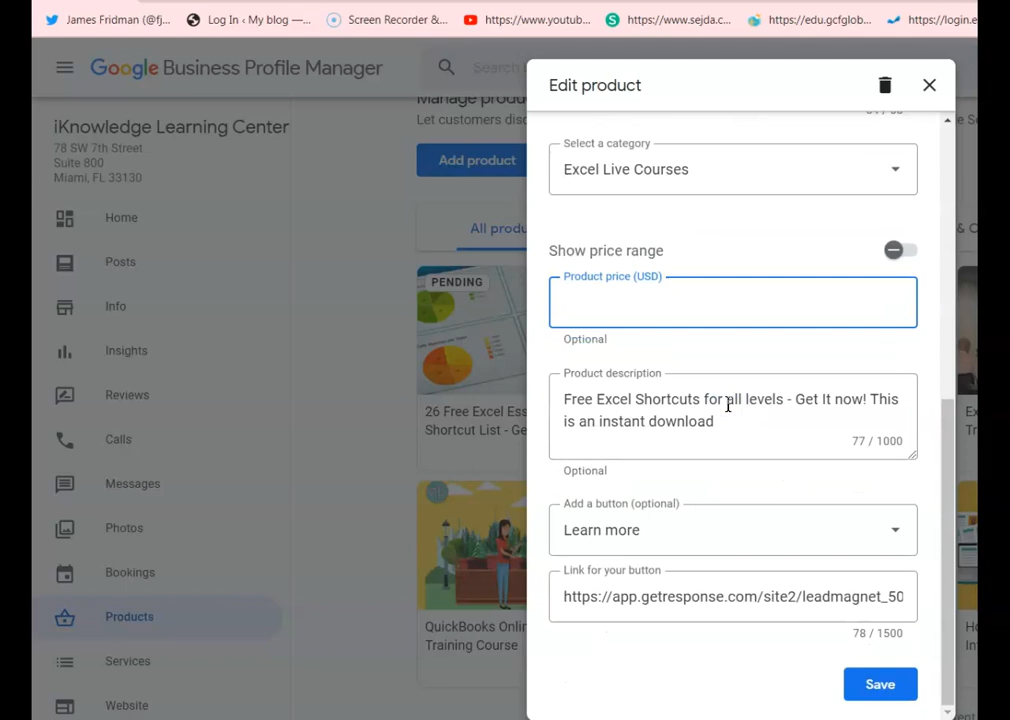 James Fridman (@fj...
Log In ‹ My blog —...
Screen Recorder &...
https://www.youtub...
https://www.sejda.c...
https://edu.gcfglob...
https://login.e
Google Business Profile Manager
Search
iKnowledge Learning Center
78 SW 7th Street
Suite 800
Miami, FL 33130
Home
Posts
Info
Insights
Reviews
Calls
Messages
Photos
Bookings
Products
Services
Website
Manage produ
Let customers disc
Add product
All produ
PENDING
26 Free Excel Ess
Shortcut List - Ge
QuickBooks Onlin
Training Course
Edit product
Select a category
Excel Live Courses
Show price range
Product price (USD)
Optional
Product description
Free Excel Shortcuts for all levels - Get It now! This
is an instant download
77 / 1000
Optional
Add a button (optional)
Learn more
Link for your button
https://app.getresponse.com/site2/leadmagnet_50
78 / 1500
Save